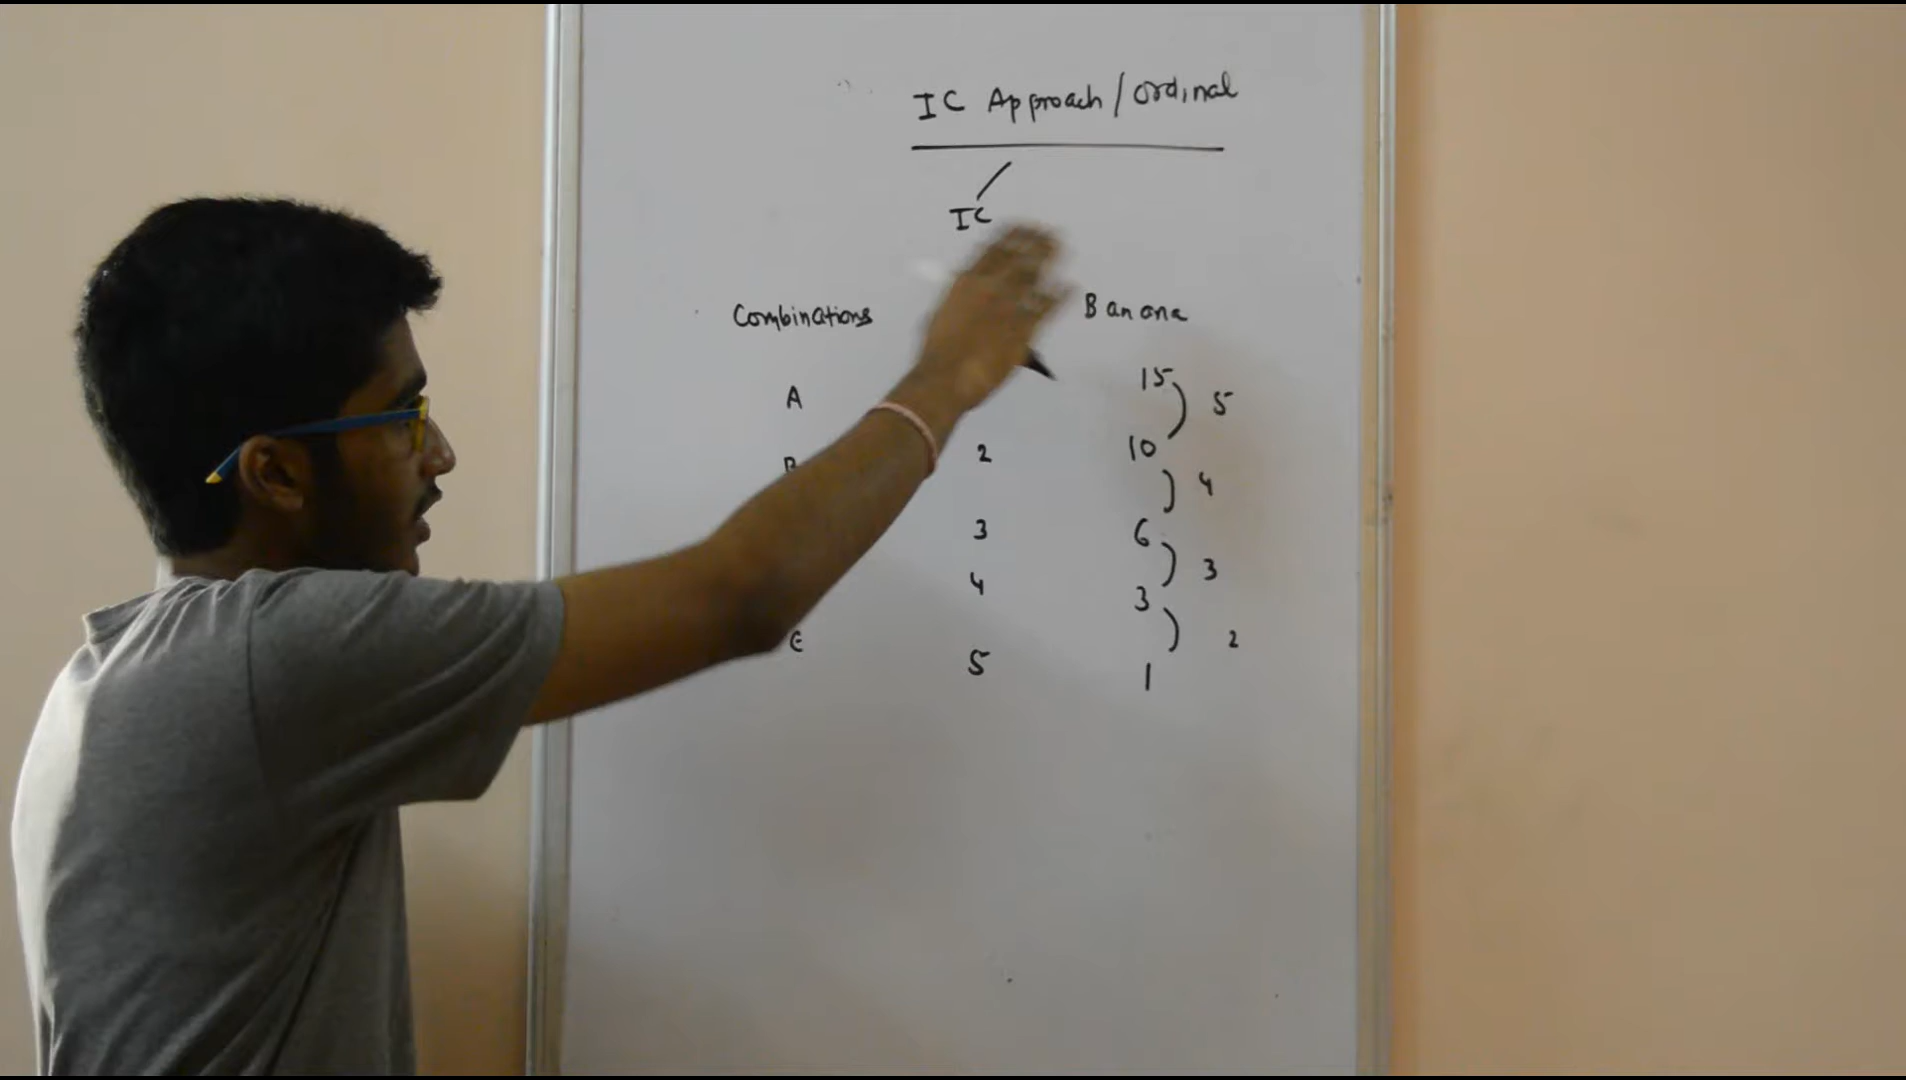 IC Approach/ordinal
IC
Combinations Banana
A 15 5
2 10 4
3 6 3
4 3 2
E 5 1